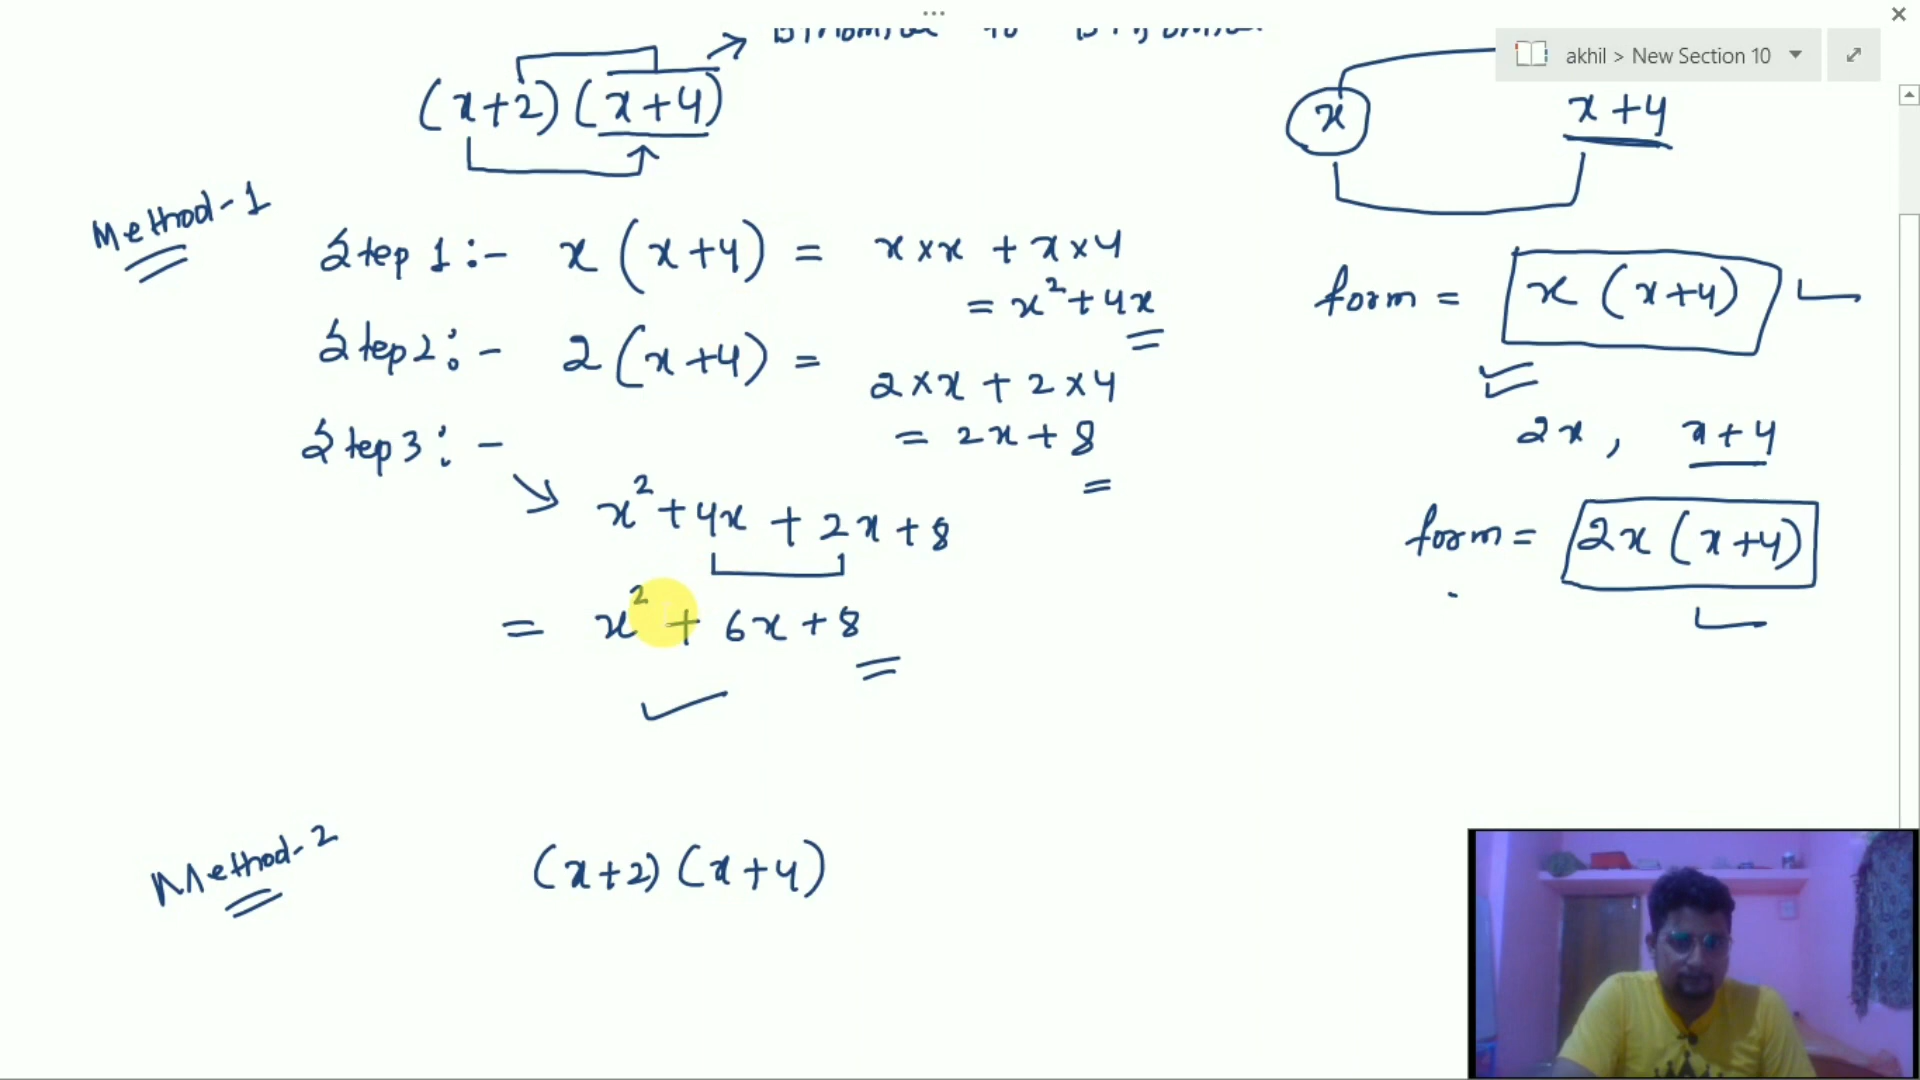 akhil > New Section 10
(x+2) (x+4)
x x+4
Method-1
Step 1:- x (x+4) = x×x + x×4
= x²+4x
form = x (x+4)
Step 2:- 2 (x+4) =
2×x + 2×4
= 2x+8
2x, x+4
Step 3:-
x²+4x + 2x+8
form = 2x (x+4)
= x² + 6x+8
Method-2 (x+2) (x+4)